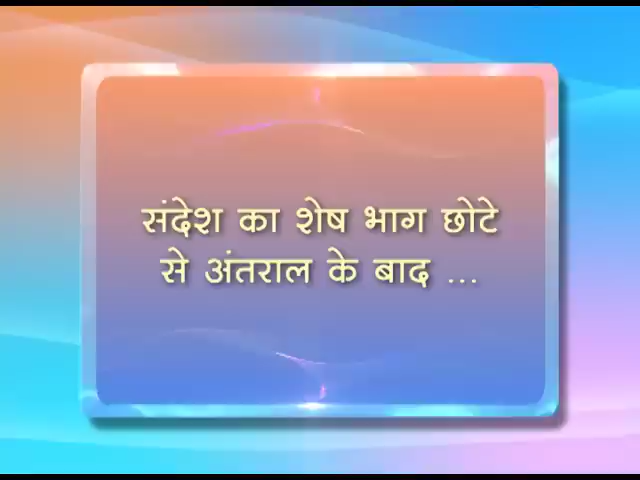 संदेश का शेष भाग छोटे
से अंतराल के बाद ...